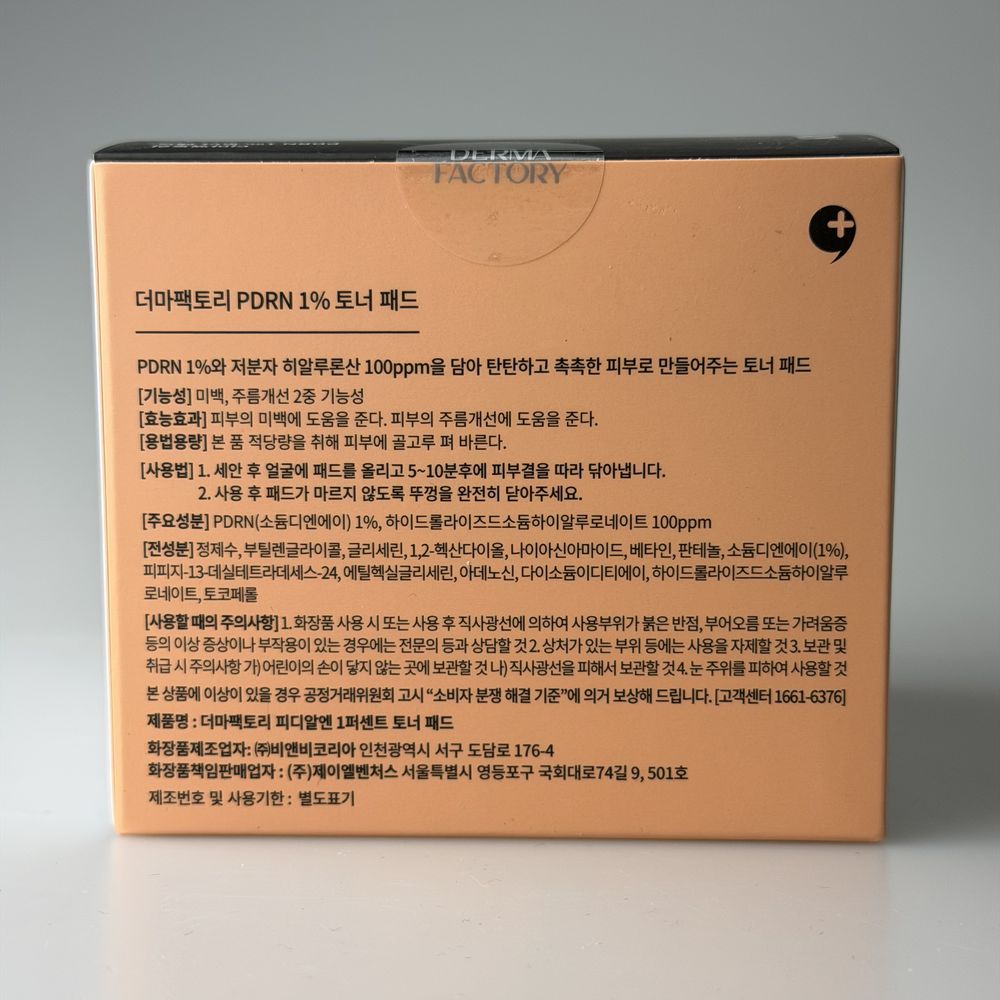 DERMA
FACTORY
더마팩토리 PDRN 1% 토너 패드
PDRN 1%와 저분자 히알루론산 100ppm을 담아 탄탄하고 촉촉한 피부로 만들어주는 토너 패드
[기능성] 미백, 주름개선 2중 기능성
[효능효과] 피부의 미백에 도움을 준다. 피부의 주름개선에 도움을 준다.
[용법용량] 본 품 적당량을 취해 피부에 골고루 펴 바른다.
[사용법] 1. 세안 후 얼굴에 패드를 올리고 5~10분후에 피부결을 따라 닦아냅니다.
2. 사용 후 패드가 마르지 않도록 뚜껑을 완전히 닫아주세요.
[주요성분] PDRN(소듐디엔에이) 1%, 하이드롤라이즈드소듐하이알루로네이트 100ppm
[전성분] 정제수, 부틸렌글라이콜, 글리세린, 1,2-헥산다이올, 나이아신아마이드, 베타인, 판테놀, 소듐디엔에이(1%),
피피지-13-데실테트라데세스-24, 에틸헥실글리세린, 아데노신, 다이소듐이디티에이, 하이드롤라이즈드소듐하이알루
로네이트, 토코페롤
[사용할 때의 주의사항] 1. 화장품 사용 시 또는 사용 후 직사광선에 의하여 사용부위가 붉은 반점, 부어오름 또는 가려움증
등의 이상 증상이나 부작용이 있는 경우에는 전문의 등과 상담할 것 2. 상처가 있는 부위 등에는 사용을 자제할 것 3. 보관 및
취급 시 주의사항 가) 어린이의 손이 닿지 않는 곳에 보관할 것 나) 직사광선을 피해서 보관할 것 4. 눈 주위를 피하여 사용할 것
본 상품에 이상이 있을 경우 공정거래위원회 고시 “소비자 분쟁 해결 기준”에 의거 보상해 드립니다. [고객센터 1661-6376]
제품명 : 더마팩토리 피디알엔 1퍼센트 토너 패드
화장품제조업자: ㈜비앤비코리아 인천광역시 서구 도담로 176-4
화장품책임판매업자 : (주)제이엘벤처스 서울특별시 영등포구 국회대로74길 9, 501호
제조번호 및 사용기한 : 별도표기